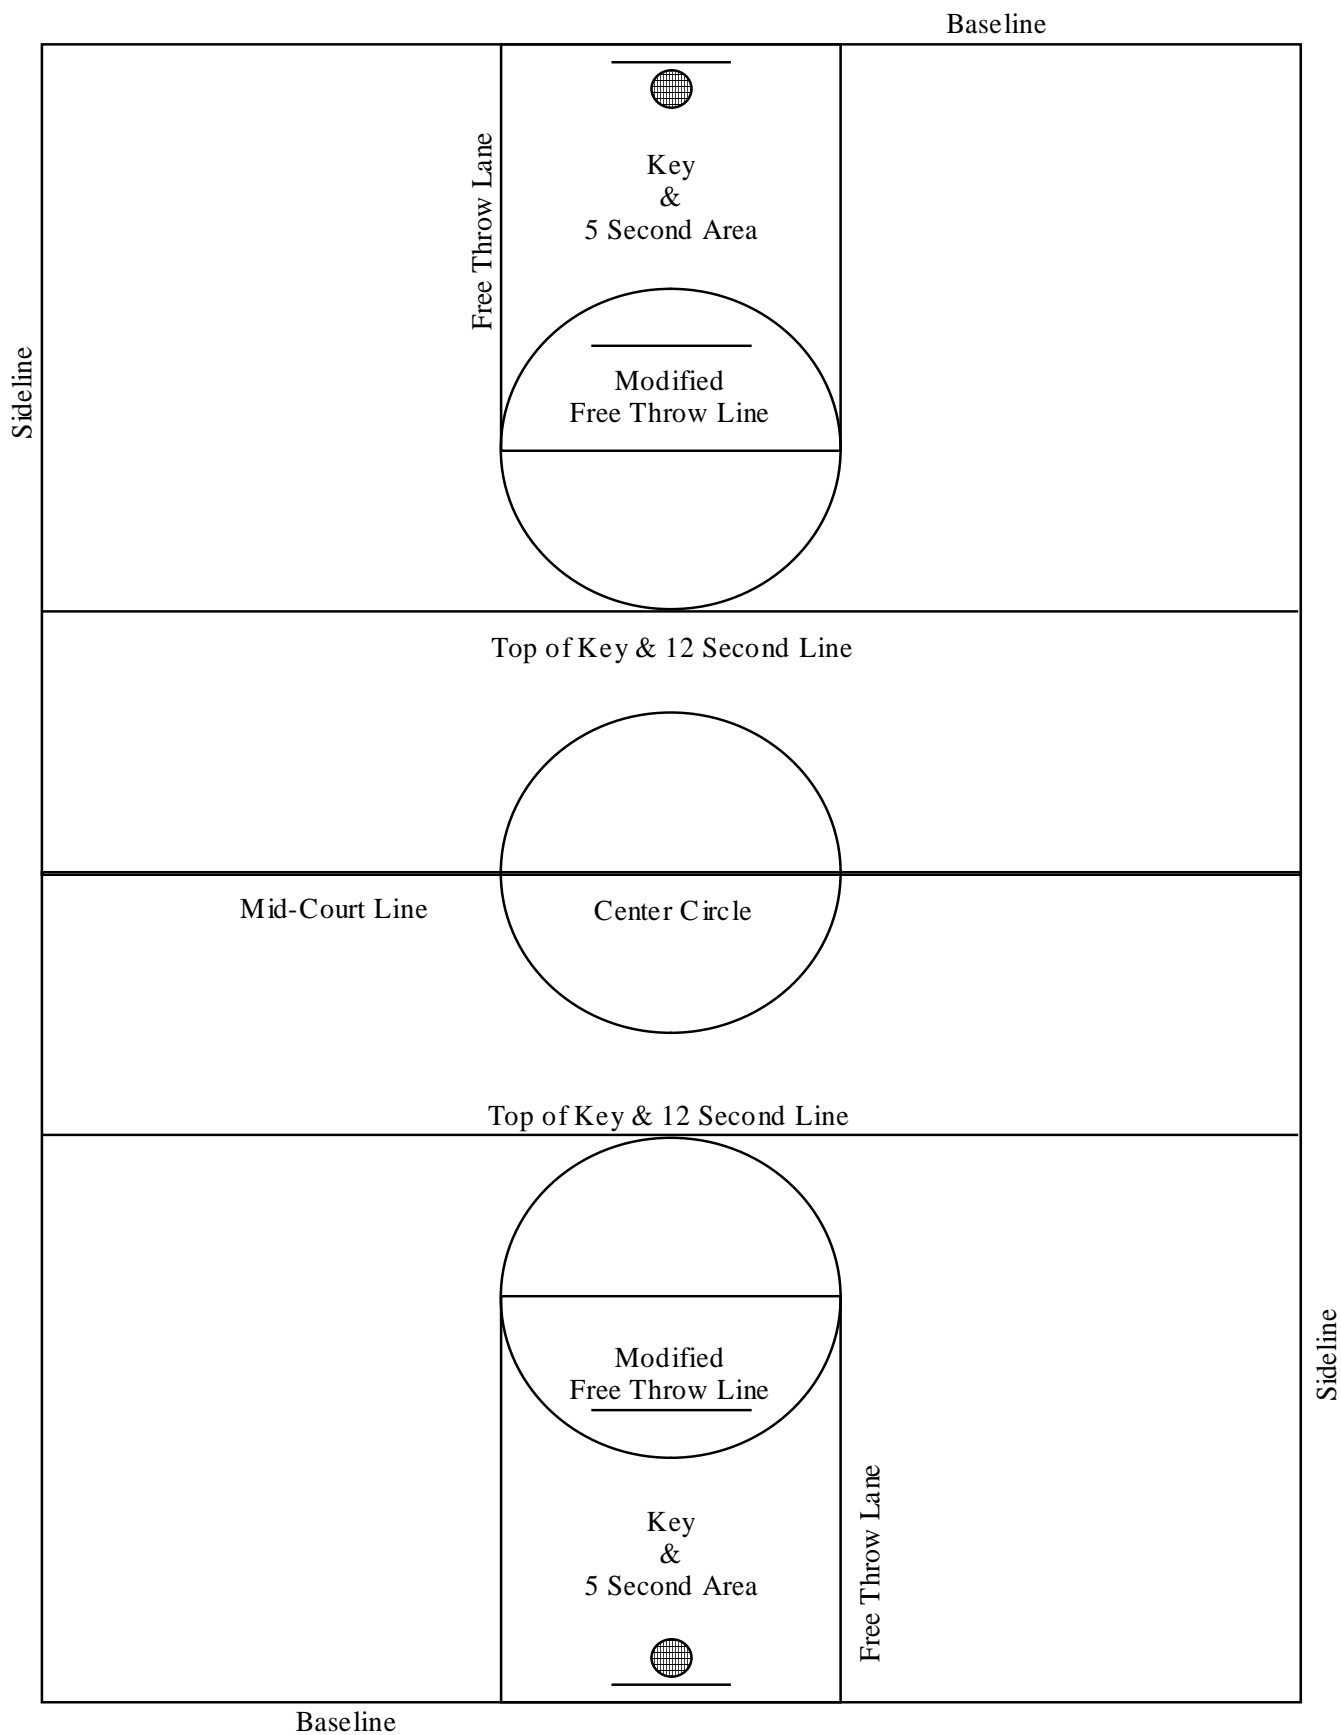 Baseline
Free Throw Lane
Key
&
5 Second Area
Sideline
Modified
Free Throw Line
Top of Key & 12 Second Line
Mid-Court Line
Center Circle
Top of Key & 12 Second Line
Modified
Free Throw Line
Sideline
Key
&
5 Second Area
Free Throw Lane
Baseline